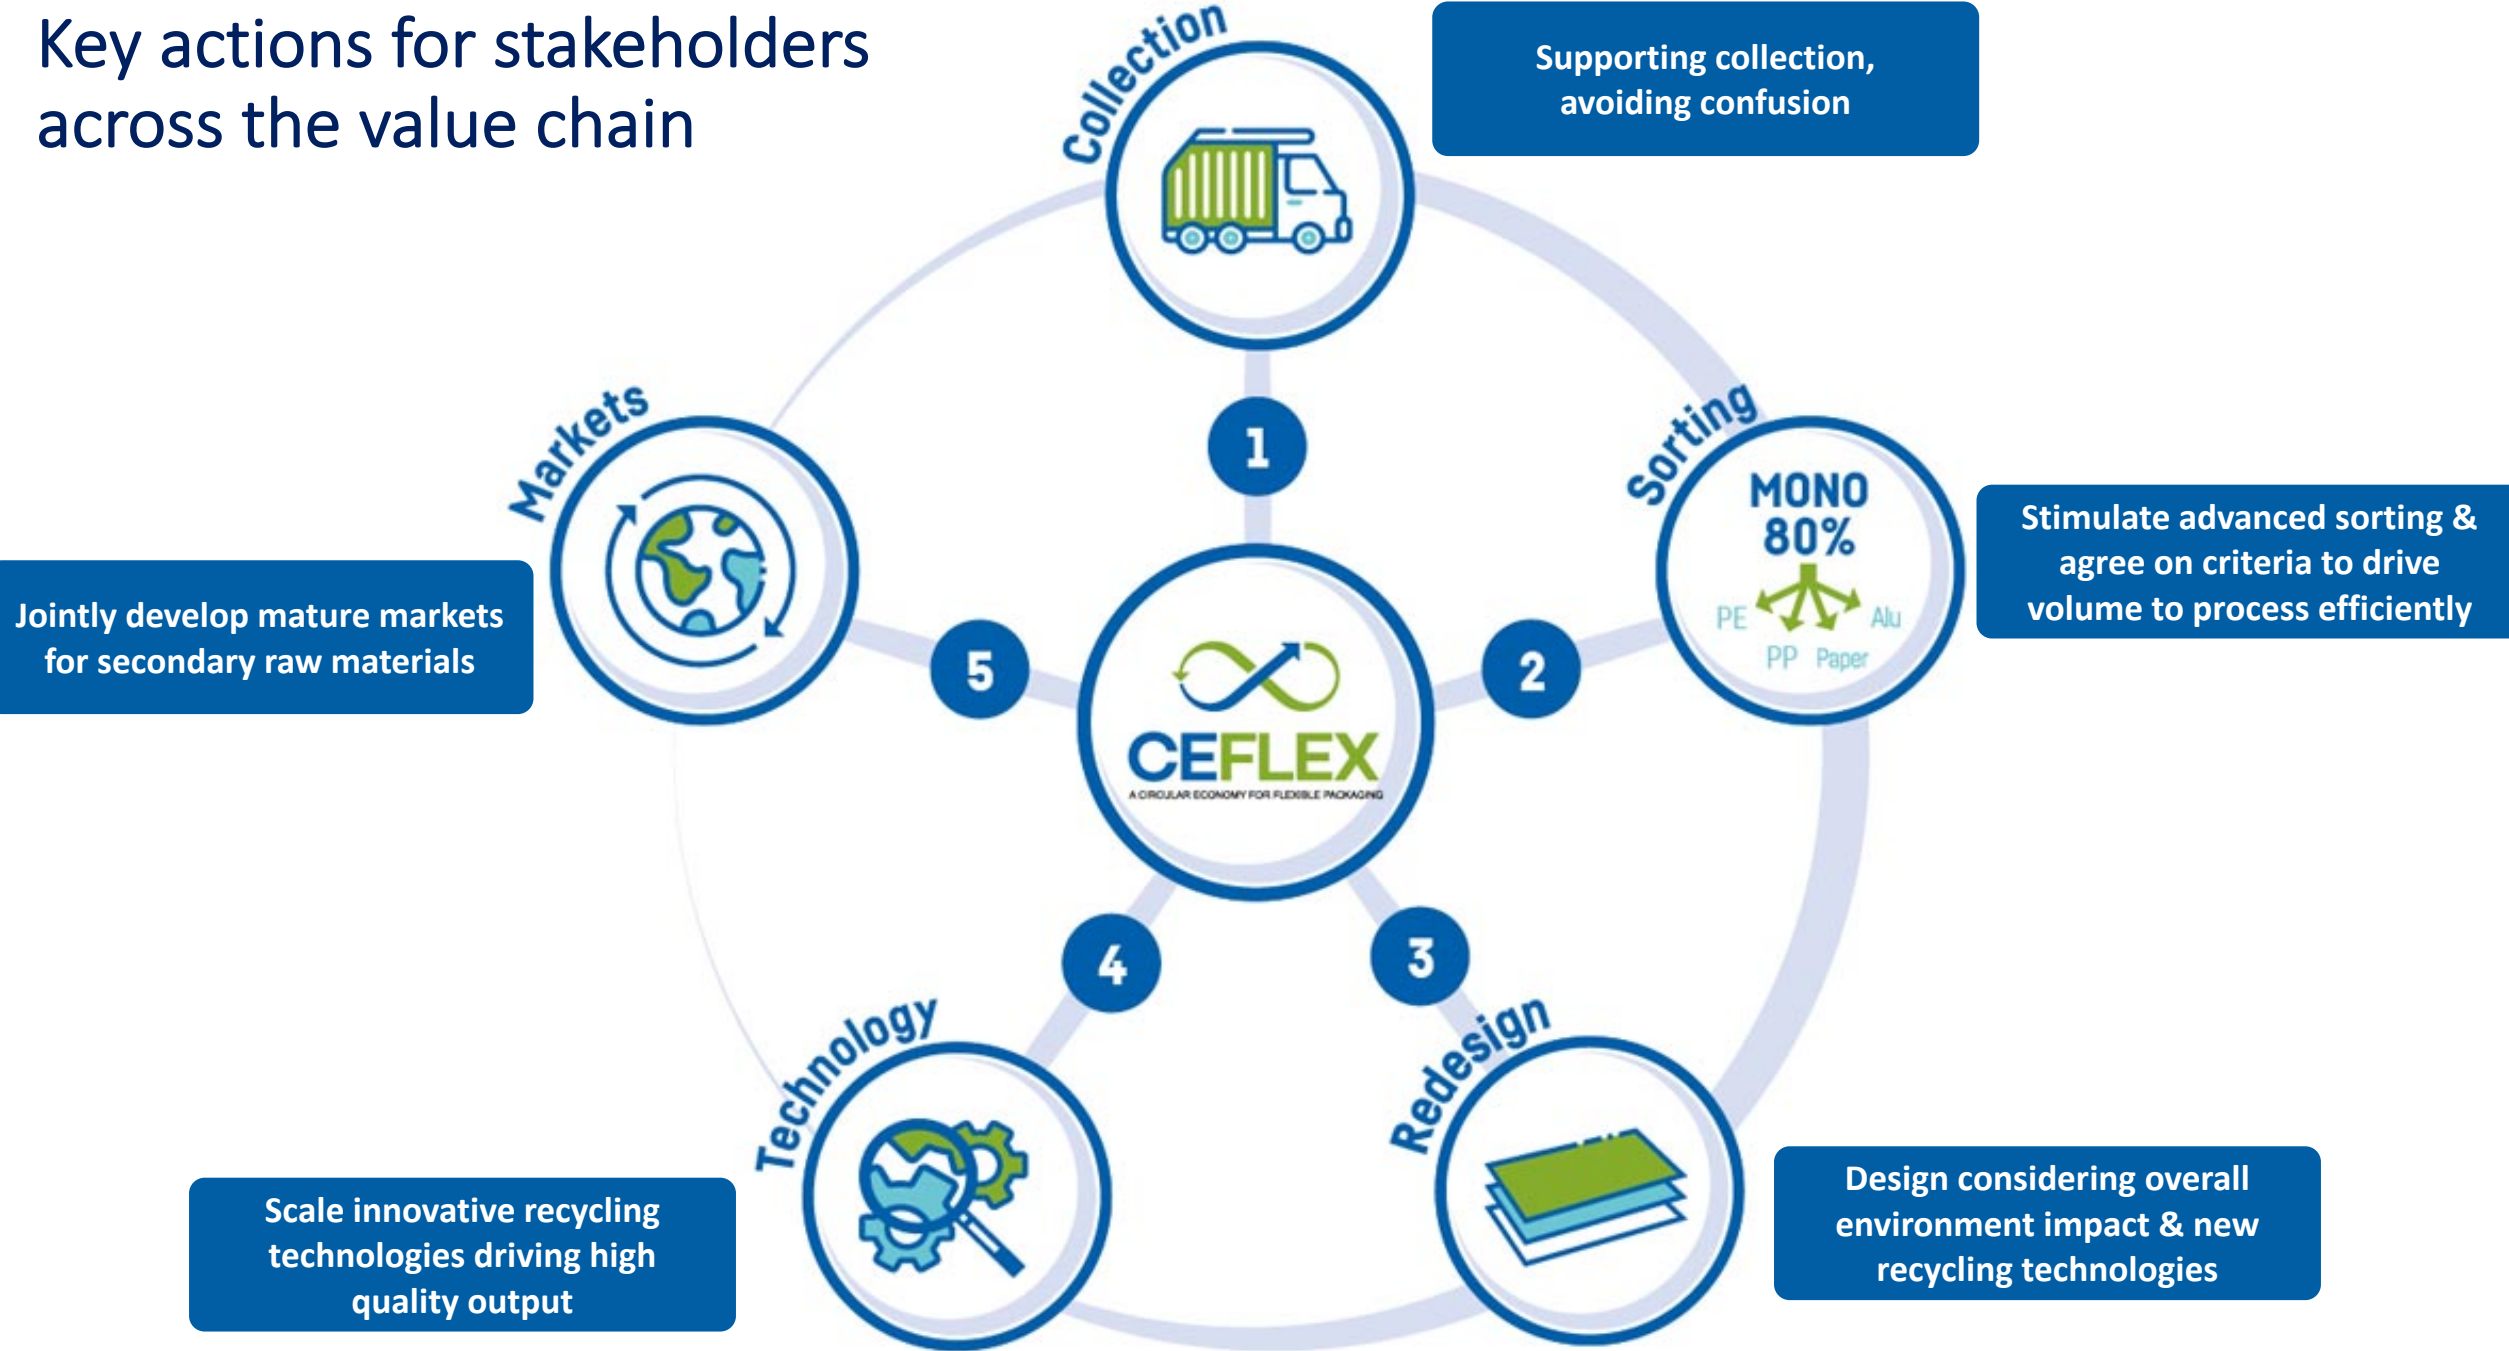 Key actions for stakeholders
across the value chain
Collection
Supporting collection,
avoiding confusion
1
Sorting
MONO
80%
PE
Alu
PP
Paper
Stimulate advanced sorting &
agree on criteria to drive
volume to process efficiently
2
Markets
Jointly develop mature markets
for secondary raw materials
5
CEFLEX
A CIRCULAR ECONOMY FOR FLEXIBLE PACKAGING
4
3
Technology
Scale innovative recycling
technologies driving high
quality output
Redesign
Design considering overall
environment impact & new
recycling technologies